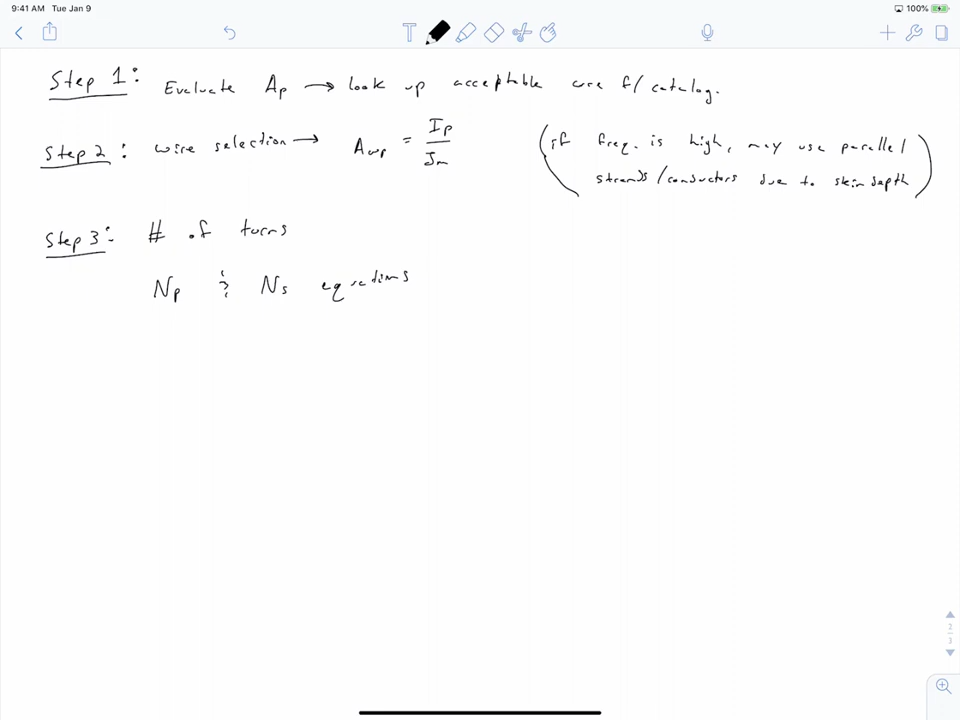 9:41 AM Tue Jan 9
100%
Step 1: Evaluate Ap → look up acceptable core f/ catalog.
Step 2: wire selection → Awp = Ip / Jm
(if freq. is high, may use parallel
strands/conductors due to skin depth)
Step 3: # of turns
Np & Ns equations
2
3